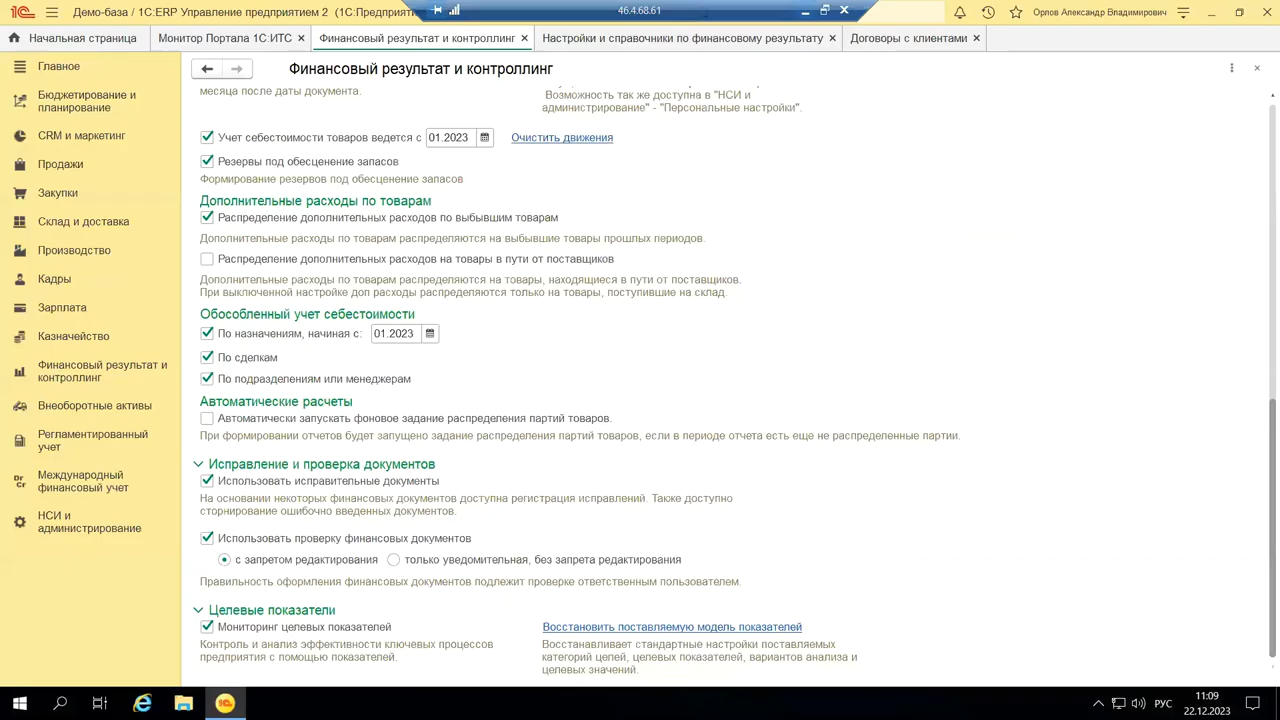 Демо-база / 1С:ERP Управление предприятием 2 (1С:Предприят
46.4.68.61
Орлов Александр Владимирович
Начальная страница
Монитор Портала 1С:ИТС
Финансовый результат и контроллинг
Настройки и справочники по финансовому результату
Договоры с клиентами
Главное
Бюджетирование и
планирование
CRM и маркетинг
Продажи
Закупки
Склад и доставка
Производство
Кадры
Зарплата
Казначейство
Финансовый результат и
контроллинг
Внеоборотные активы
Регламентированный
учет
Международный
финансовый учет
НСИ и
администрирование
Финансовый результат и контроллинг
месяца после даты документа.
Возможность так же доступна в "НСИ и
администрирование" - "Персональные настройки".
Учет себестоимости товаров ведется с 01.2023 Очистить движения
Резервы под обесценение запасов
Формирование резервов под обесценение запасов
Дополнительные расходы по товарам
Распределение дополнительных расходов по выбывшим товарам
Дополнительные расходы по товарам распределяются на выбывшие товары прошлых периодов.
Распределение дополнительных расходов на товары в пути от поставщиков
Дополнительные расходы по товарам распределяются на товары, находящиеся в пути от поставщиков.
При выключенной настройке доп расходы распределяются только на товары, поступившие на склад.
Обособленный учет себестоимости
По назначениям, начиная с: 01.2023
По сделкам
По подразделениям или менеджерам
Автоматические расчеты
Автоматически запускать фоновое задание распределения партий товаров.
При формировании отчетов будет запущено задание распределения партий товаров, если в периоде отчета есть еще не распределенные партии.
Исправление и проверка документов
Использовать исправительные документы
На основании некоторых финансовых документов доступна регистрация исправлений. Также доступно
сторнирование ошибочно введенных документов.
Использовать проверку финансовых документов
с запретом редактирования только уведомительная, без запрета редактирования
Правильность оформления финансовых документов подлежит проверке ответственным пользователем.
Целевые показатели
Мониторинг целевых показателей
Контроль и анализ эффективности ключевых процессов
предприятия с помощью показателей.
Восстановить поставляемую модель показателей
Восстанавливает стандартные настройки поставляемых
категорий целей, целевых показателей, вариантов анализа и
целевых значений.
РУС
11:09
22.12.2023